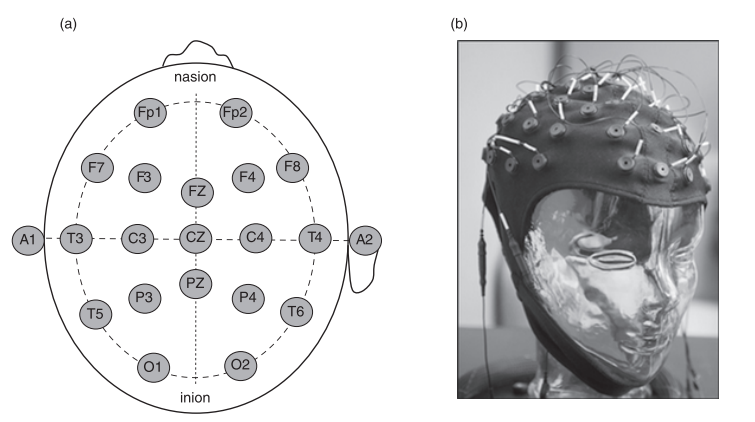 (a)
(b)
nasion
Fp1 Fp2
F7 F3 FZ F4 F8
A1 T3 C3 CZ C4 T4 A2
T5 P3 PZ P4 T6
O1 O2
inion